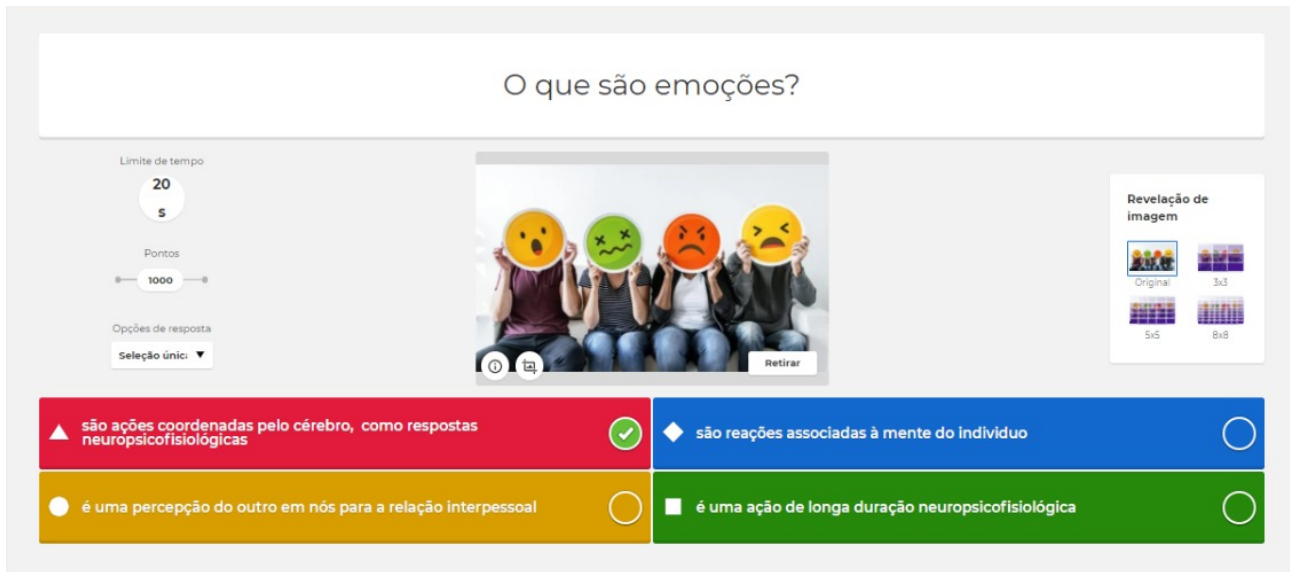 O que são emoções?
Limite de tempo
20
s
Pontos
1000
Opções de resposta
Seleção únic
Retirar
Revelação de
imagem
Original
3x3
5x5
8x8
são ações coordenadas pelo cérebro, como respostas
neuropsicofisiológicas
são reações associadas à mente do individuo
é uma percepção do outro em nós para a relação interpessoal
é uma ação de longa duração neuropsicofisiológica